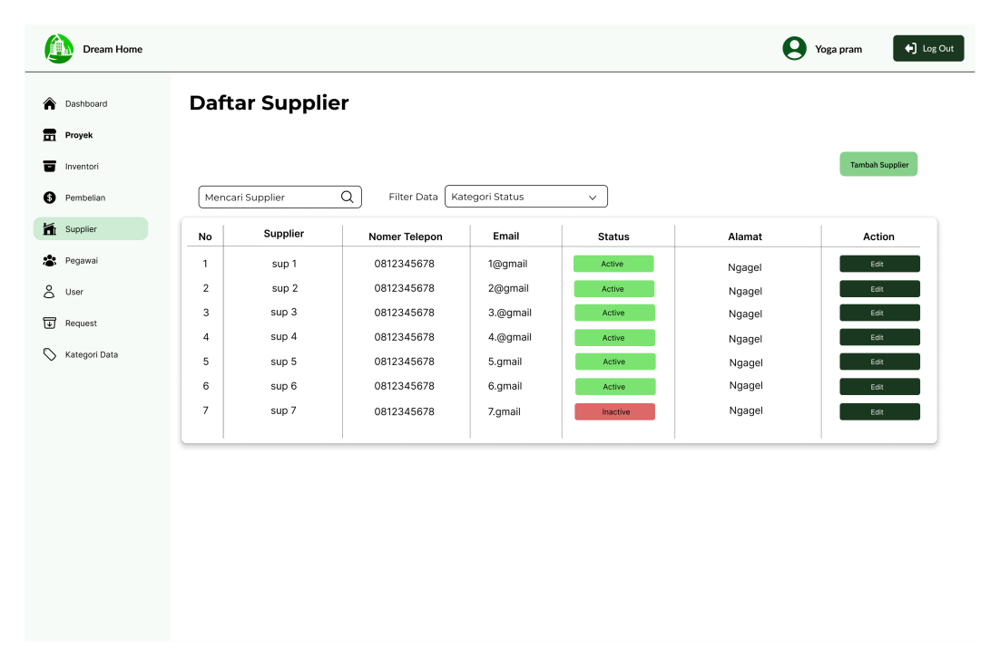 Dream Home
Yoga pram
Log Out
Dashboard
Proyek
Inventori
Pembelian
Supplier
Pegawai
User
Request
Kategori Data
Daftar Supplier
Tambah Supplier
Mencari Supplier
Filter Data
Kategori Status
No Supplier Nomer Telepon Email Status Alamat Action
1 sup 1 0812345678 1@gmail Active Ngagel Edit
2 sup 2 0812345678 2@gmail Active Ngagel Edit
3 sup 3 0812345678 3.@gmail Active Ngagel Edit
4 sup 4 0812345678 4.@gmail Active Ngagel Edit
5 sup 5 0812345678 5.gmail Active Ngagel Edit
6 sup 6 0812345678 6.gmail Active Ngagel Edit
7 sup 7 0812345678 7.gmail Inactive Ngagel Edit